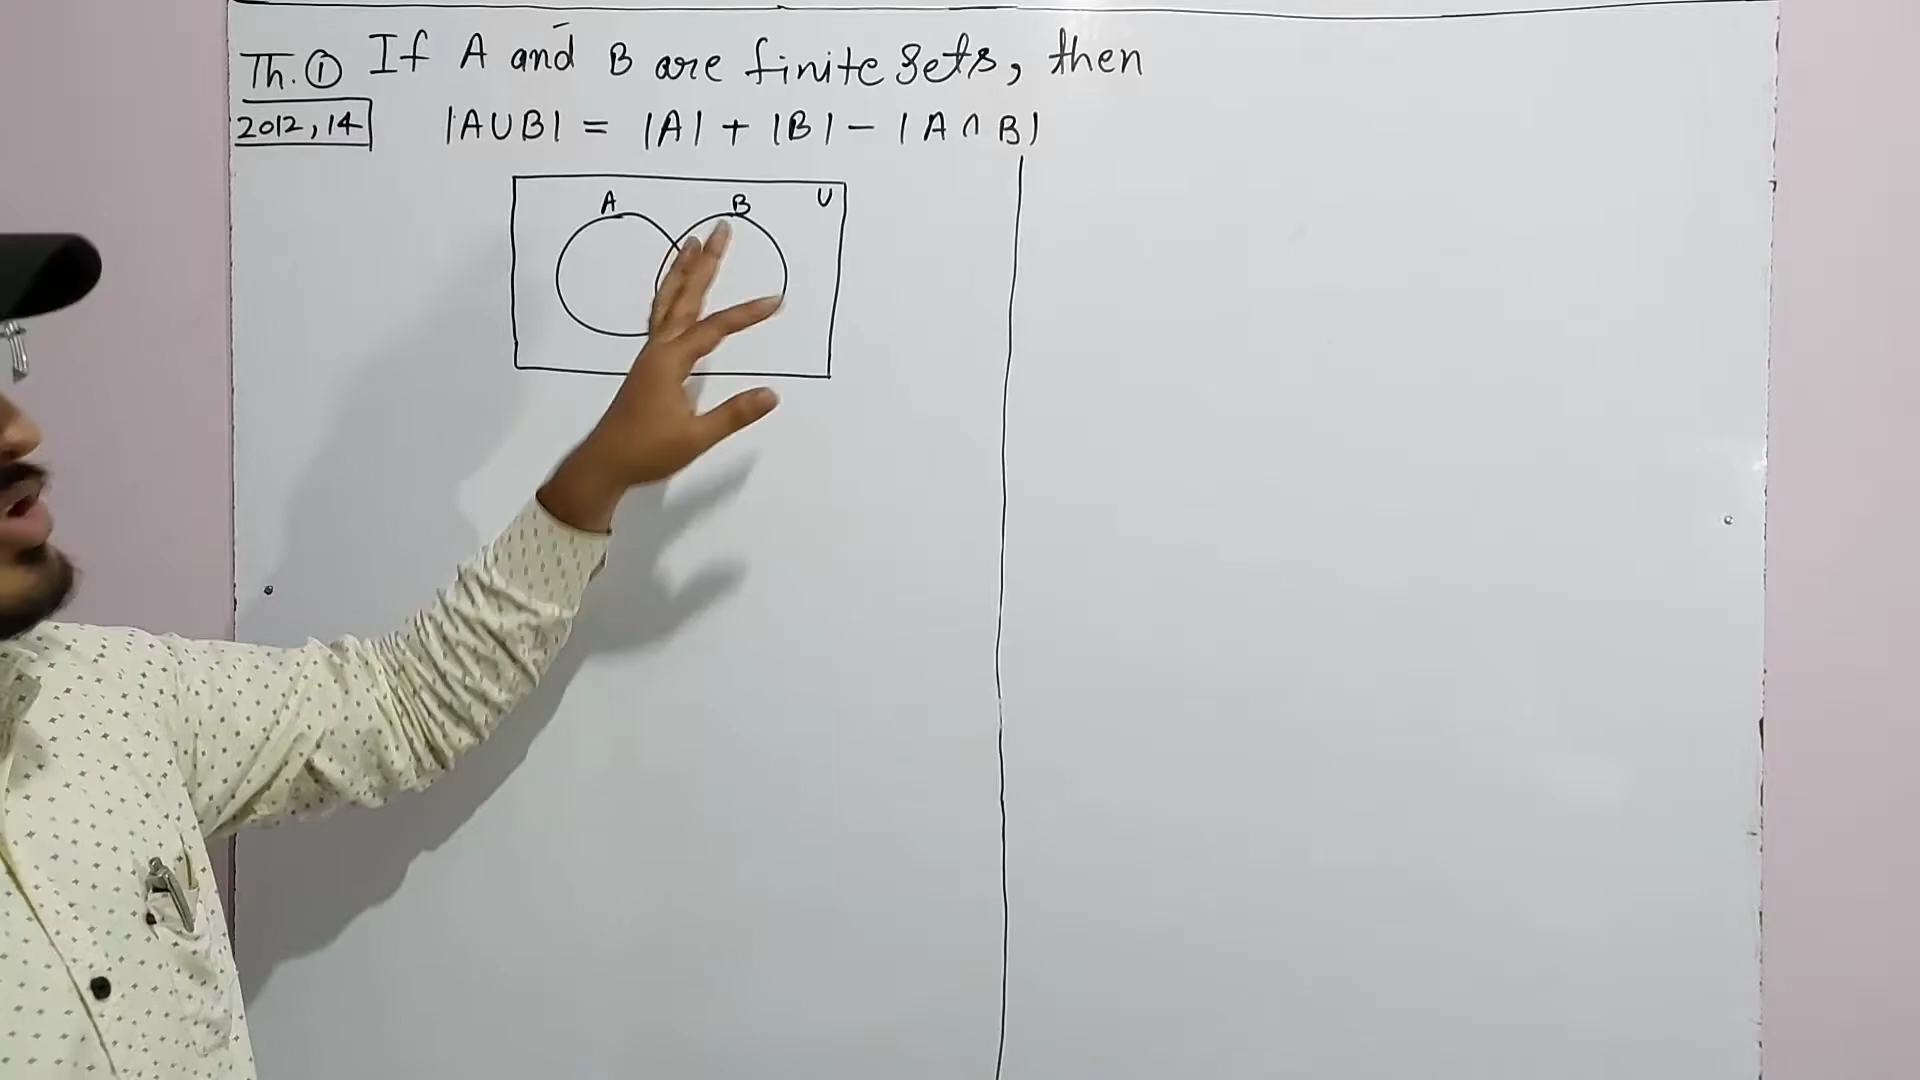 Th. ① If A and B are finite sets, then
2012, 14 |A∪B| = |A| + |B| - |A ∩ B|
A B U